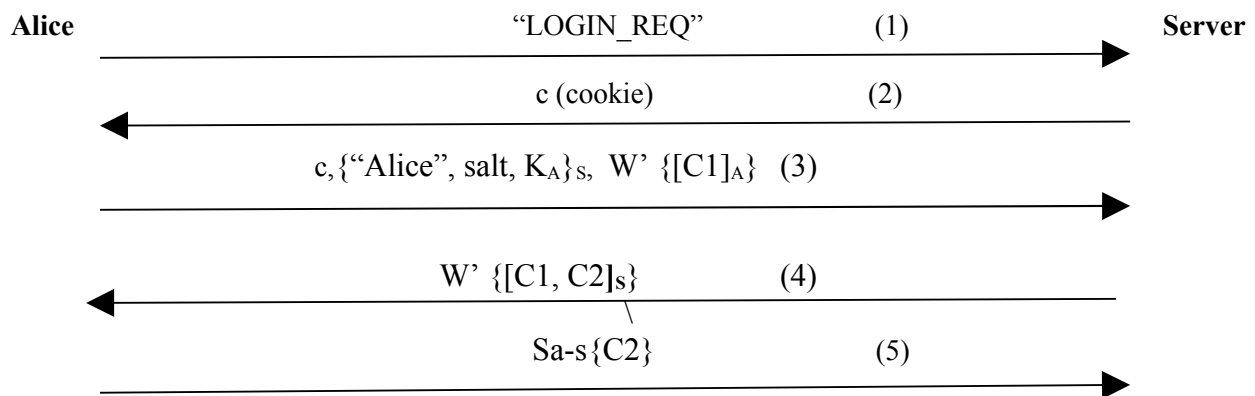 Alice “LOGIN_REQ” (1) Server
c (cookie) (2)
c,{“Alice”, salt, K_A}_S, W’ {[C1]_A} (3)
W’ {[C1, C2]_S} (4)
Sa-s{C2} (5)